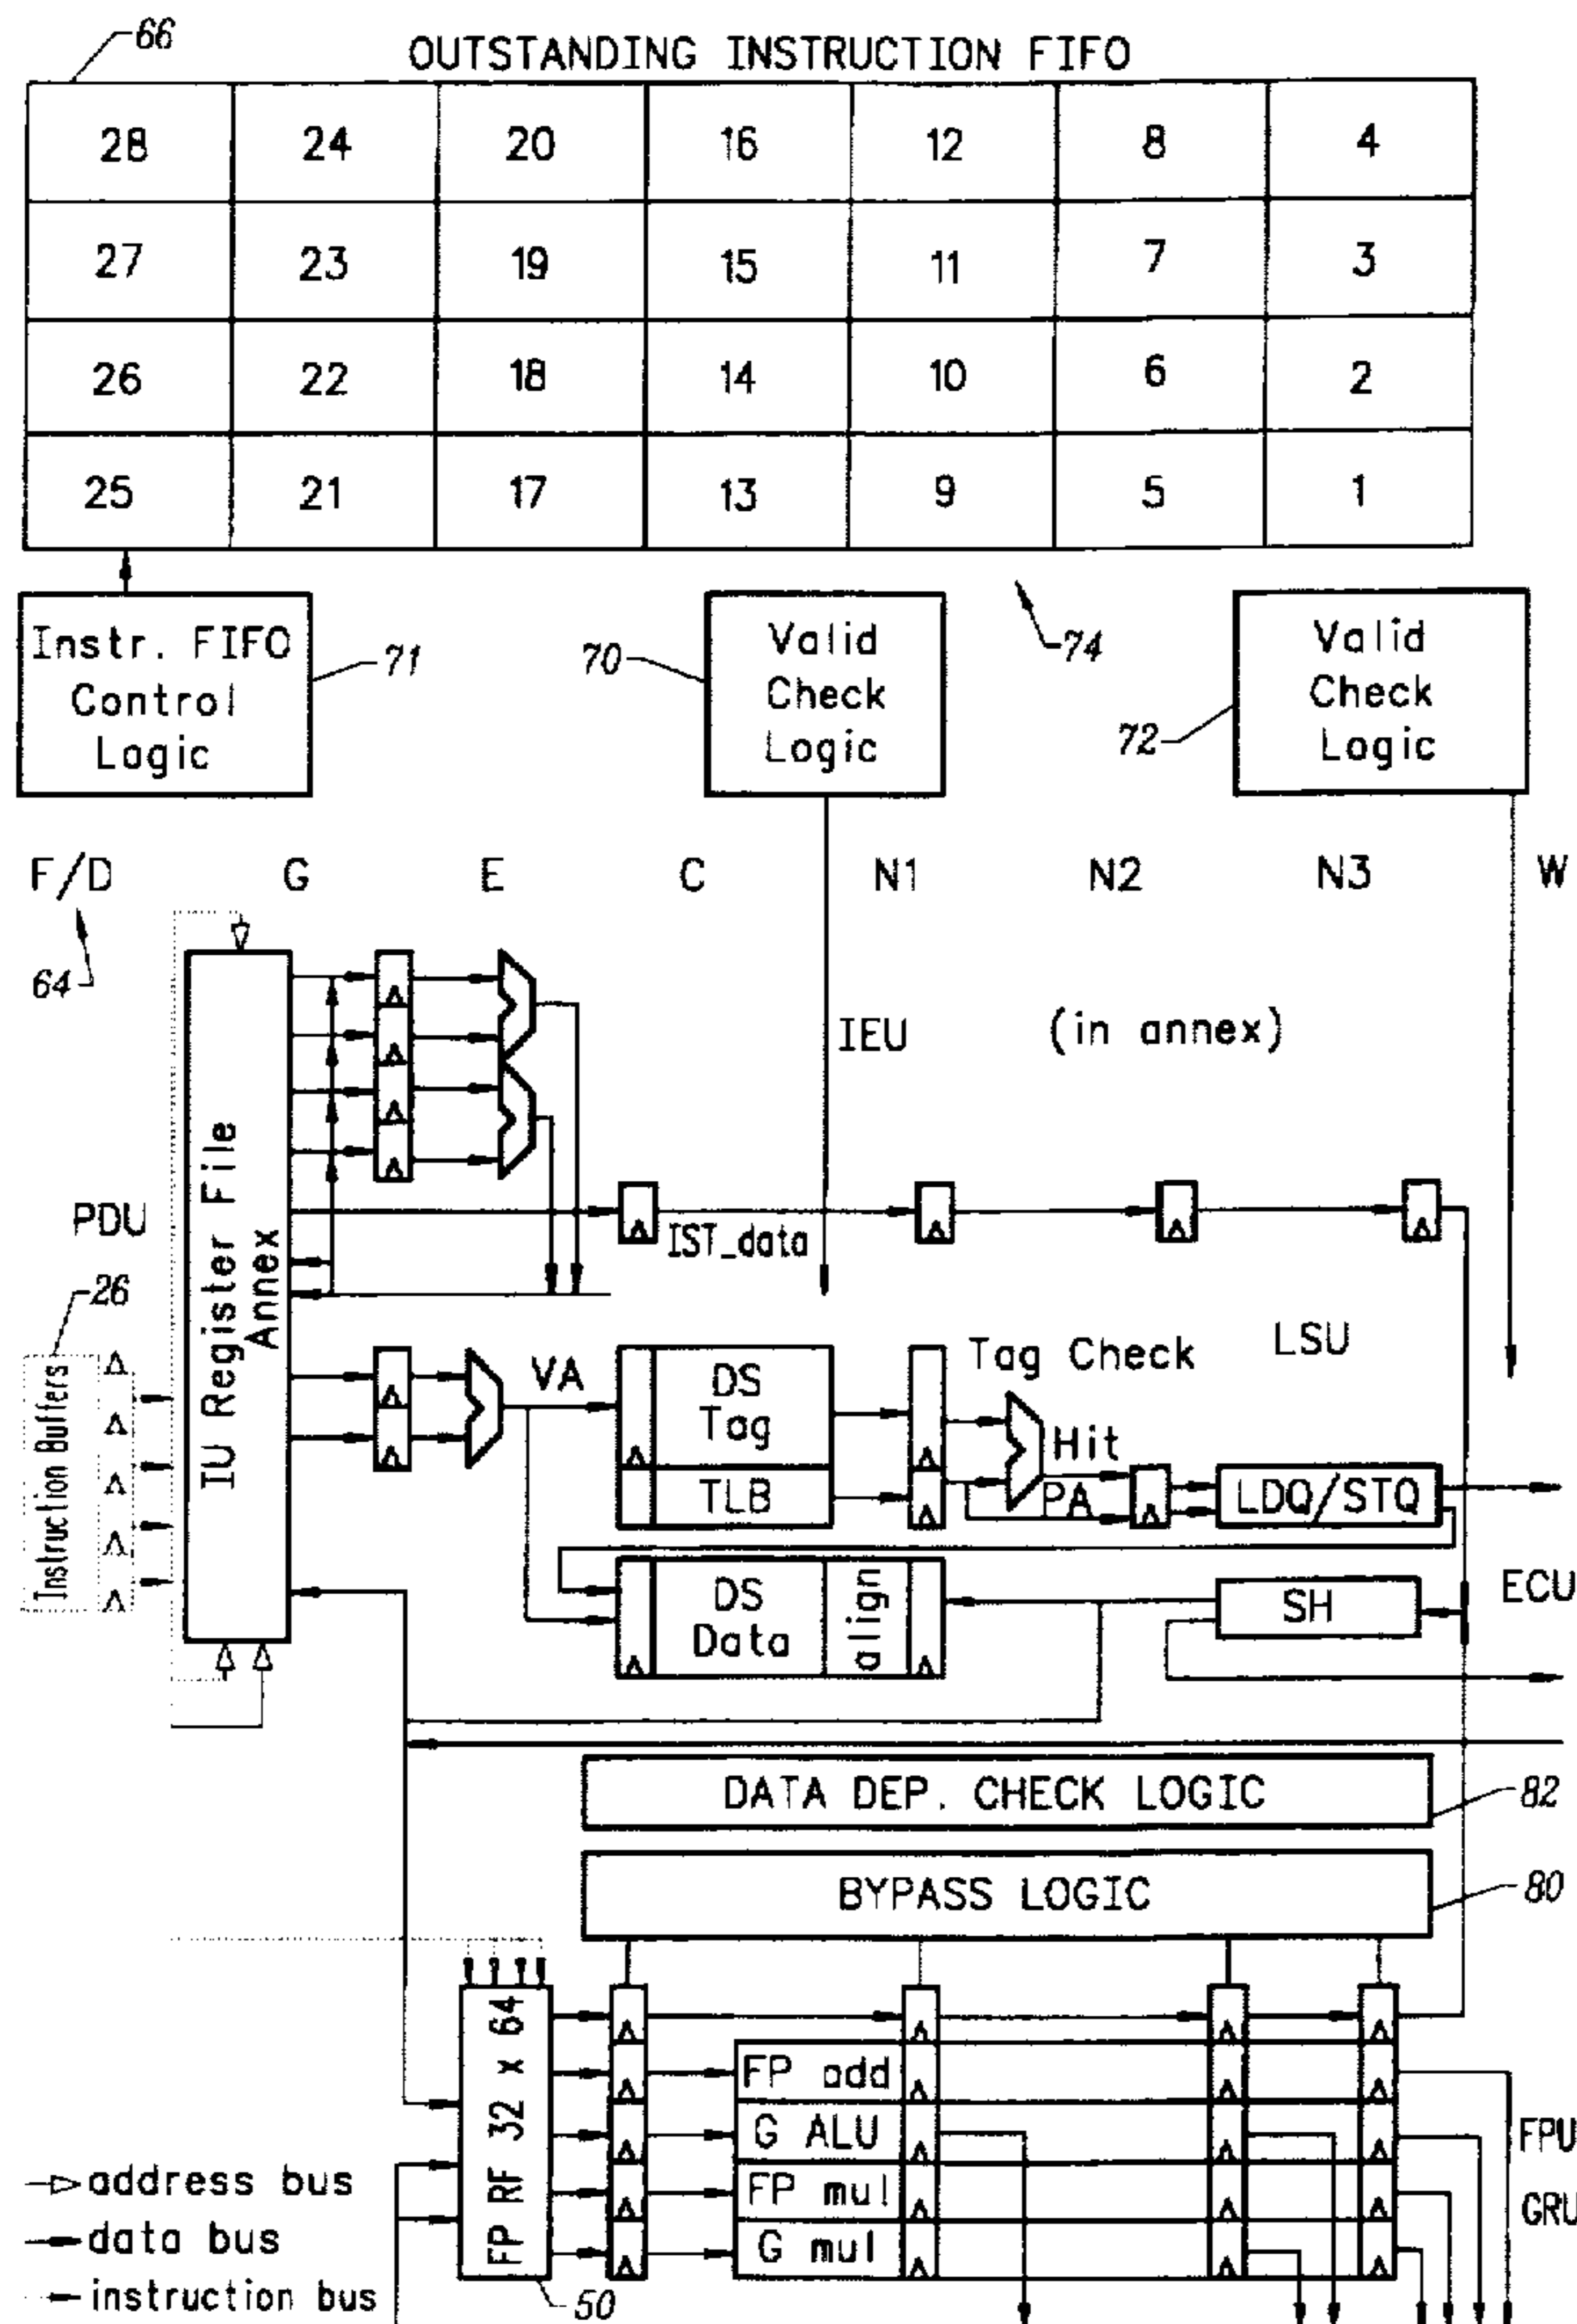 66
OUTSTANDING INSTRUCTION FIFO
28 24 20 16 12 8 4
27 23 19 15 11 7 3
26 22 18 14 10 6 2
25 21 17 13 9 5 1
Instr. FIFO
Control
Logic
71
70
Valid
Check
Logic
74
72
Valid
Check
Logic
F/D G E C N1 N2 N3 W
64
IEU
(in annex)
PDU
IU Register File
Annex
IST_data
26
Instruction Buffers
VA
DS
Tag
TLB
Tag Check
LSU
Hit
PA
LDQ/STQ
DS
Data
align
SH
ECU
DATA DEP. CHECK LOGIC
82
BYPASS LOGIC
80
FP RF 32 x 64
FP add
G ALU
FP mul
G mul
FPU
GRU
50
address bus
data bus
instruction bus